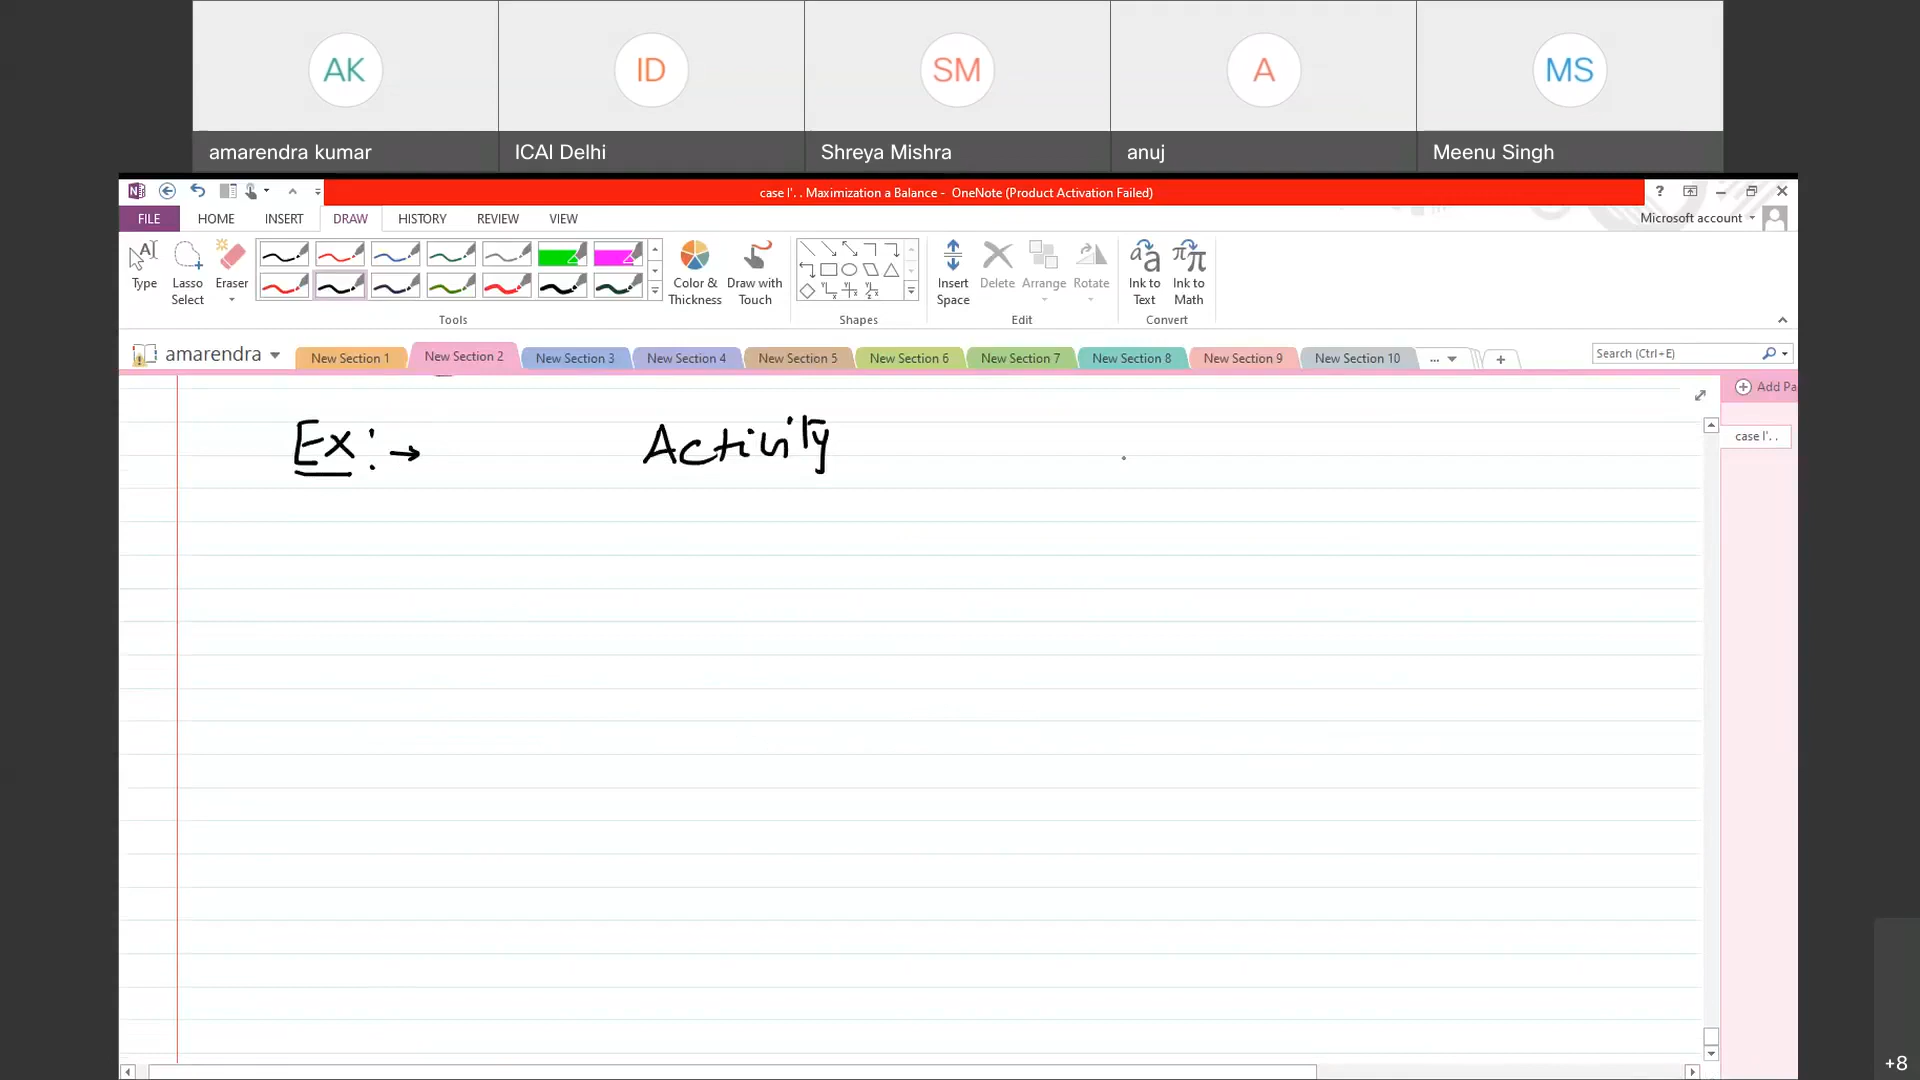 AK ID SM A MS
amarendra kumar ICAI Delhi Shreya Mishra anuj Meenu Singh
case I'. . Maximization a Balance - OneNote (Product Activation Failed) ?
FILE HOME INSERT DRAW HISTORY REVIEW VIEW Microsoft account
Type Lasso Select Eraser Color & Thickness Draw with Touch Insert Space Delete Arrange Rotate Ink to Text Ink to Math
Tools Shapes Edit Convert
amarendra New Section 1 New Section 2 New Section 3 New Section 4 New Section 5 New Section 6 New Section 7 New Section 8 New Section 9 New Section 10 ... Search (Ctrl+E)
Add Pa
case I'. .
Ex:→ Activity
+8